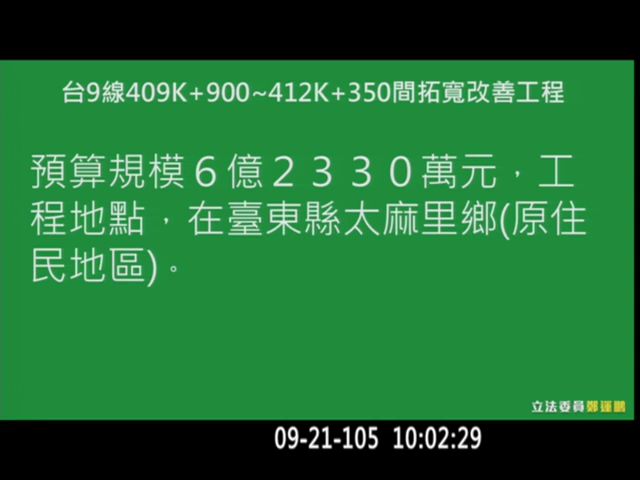 台9線409K+900~412K+350間拓寬改善工程
預算規模６億２３３０萬元，工
程地點，在臺東縣太麻里鄉(原住
民地區)。
立法委員鄭運鵬
09-21-105 10:02:29